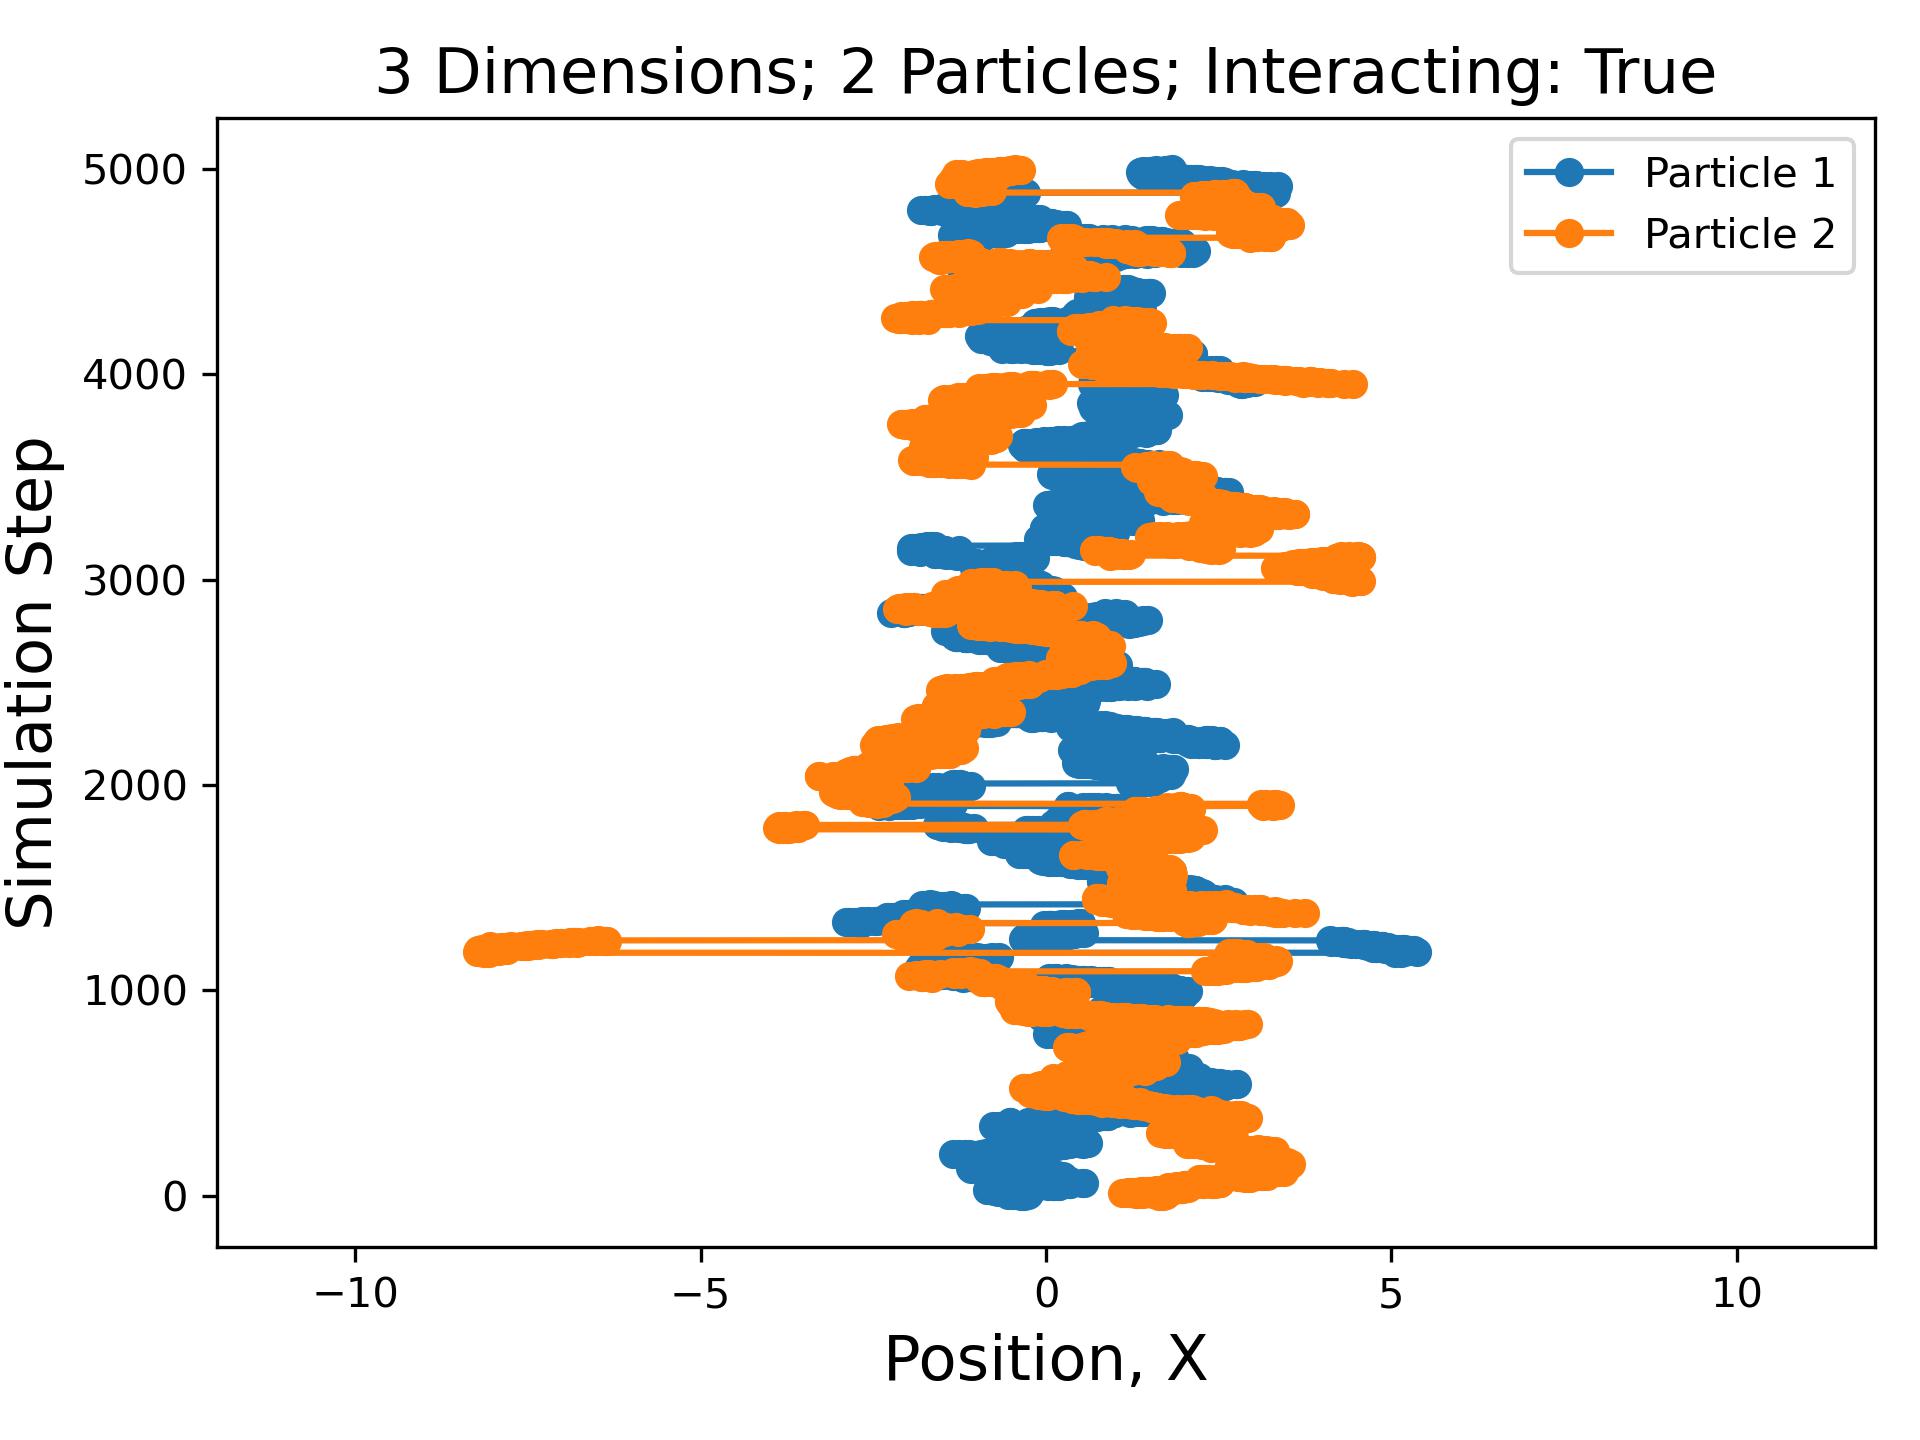 3 Dimensions; 2 Particles; Interacting: True
Particle 1
Particle 2
5000
4000
3000
2000
1000
0
Simulation Step
−10
−5
0
5
10
Position, X